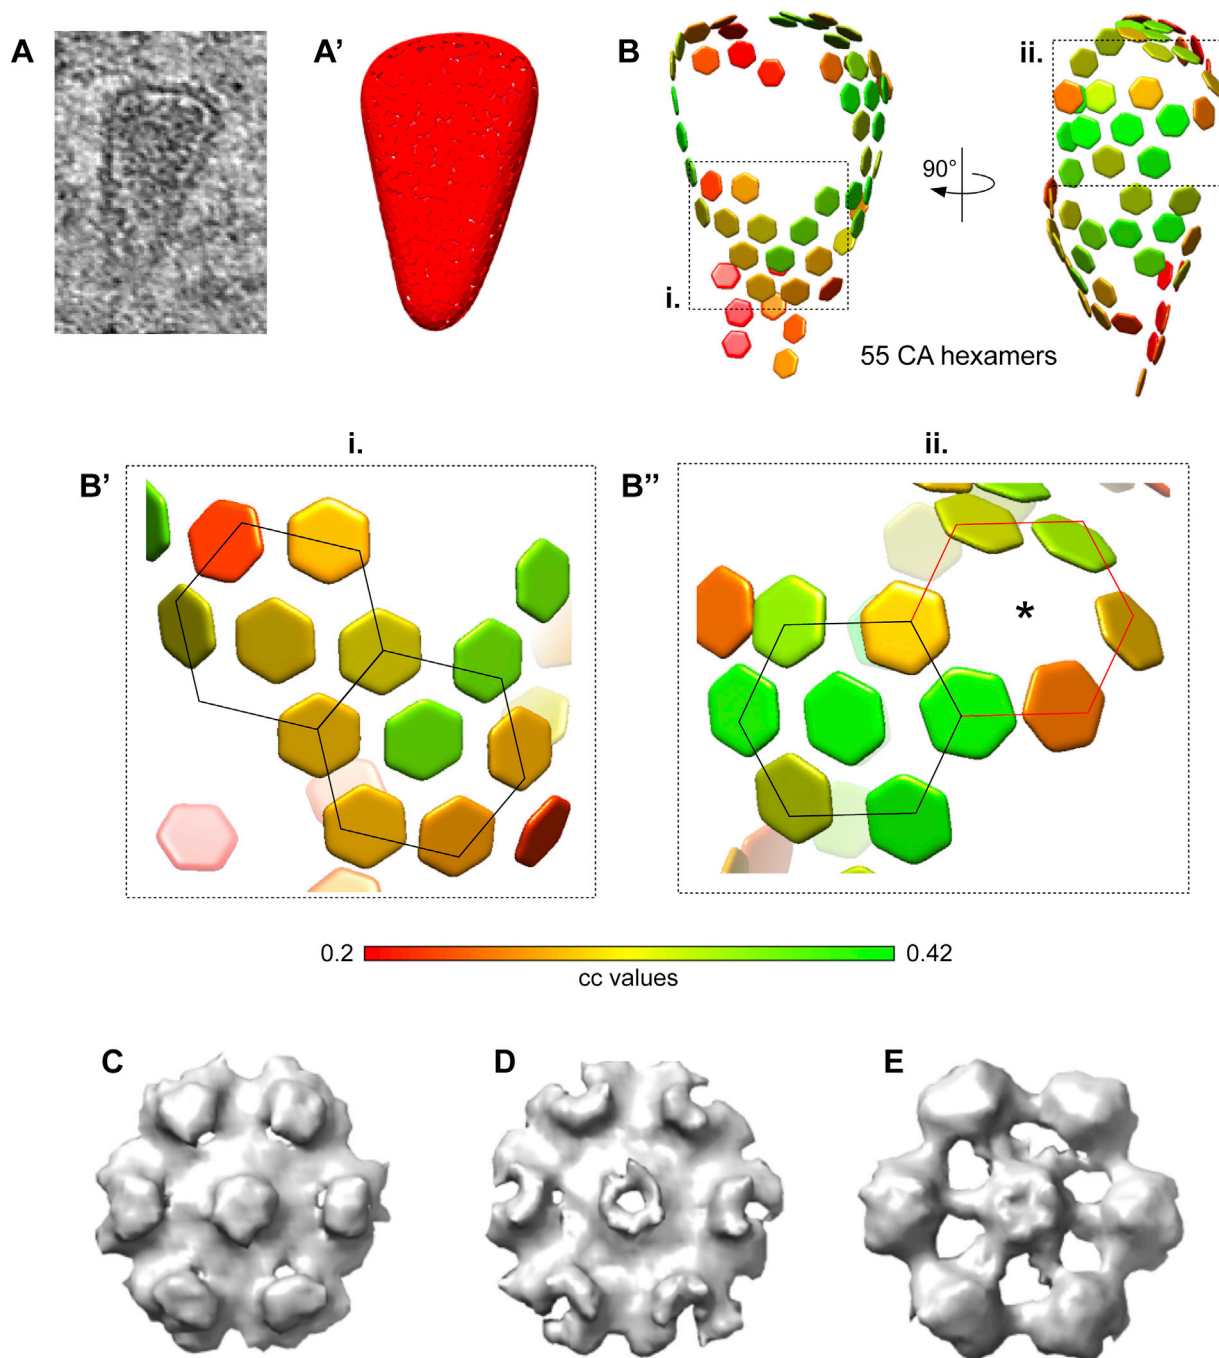 A
A’
B
ii.
90°
i.
55 CA hexamers
i.
ii.
B’
B”
*
0.2
0.42
cc values
C
D
E